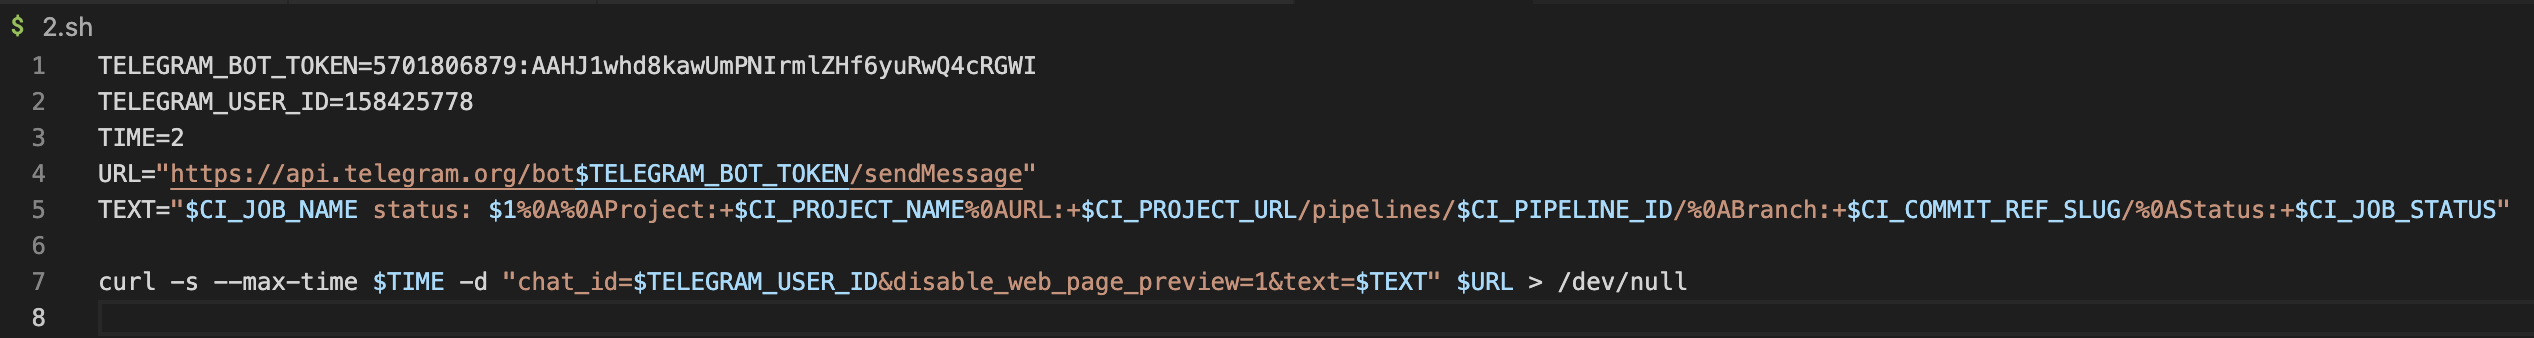 $ 2.sh
1 TELEGRAM_BOT_TOKEN=5701806879:AAHJ1whd8kawUmPNIrmlZHf6yuRwQ4cRGWI
2 TELEGRAM_USER_ID=158425778
3 TIME=2
4 URL="https://api.telegram.org/bot$TELEGRAM_BOT_TOKEN/sendMessage"
5 TEXT="$CI_JOB_NAME status: $1%0A%0AProject:+$CI_PROJECT_NAME%0AURL:+$CI_PROJECT_URL/pipelines/$CI_PIPELINE_ID/%0ABranch:+$CI_COMMIT_REF_SLUG/%0AStatus:+$CI_JOB_STATUS"
6
7 curl -s --max-time $TIME -d "chat_id=$TELEGRAM_USER_ID&disable_web_page_preview=1&text=$TEXT" $URL > /dev/null
8